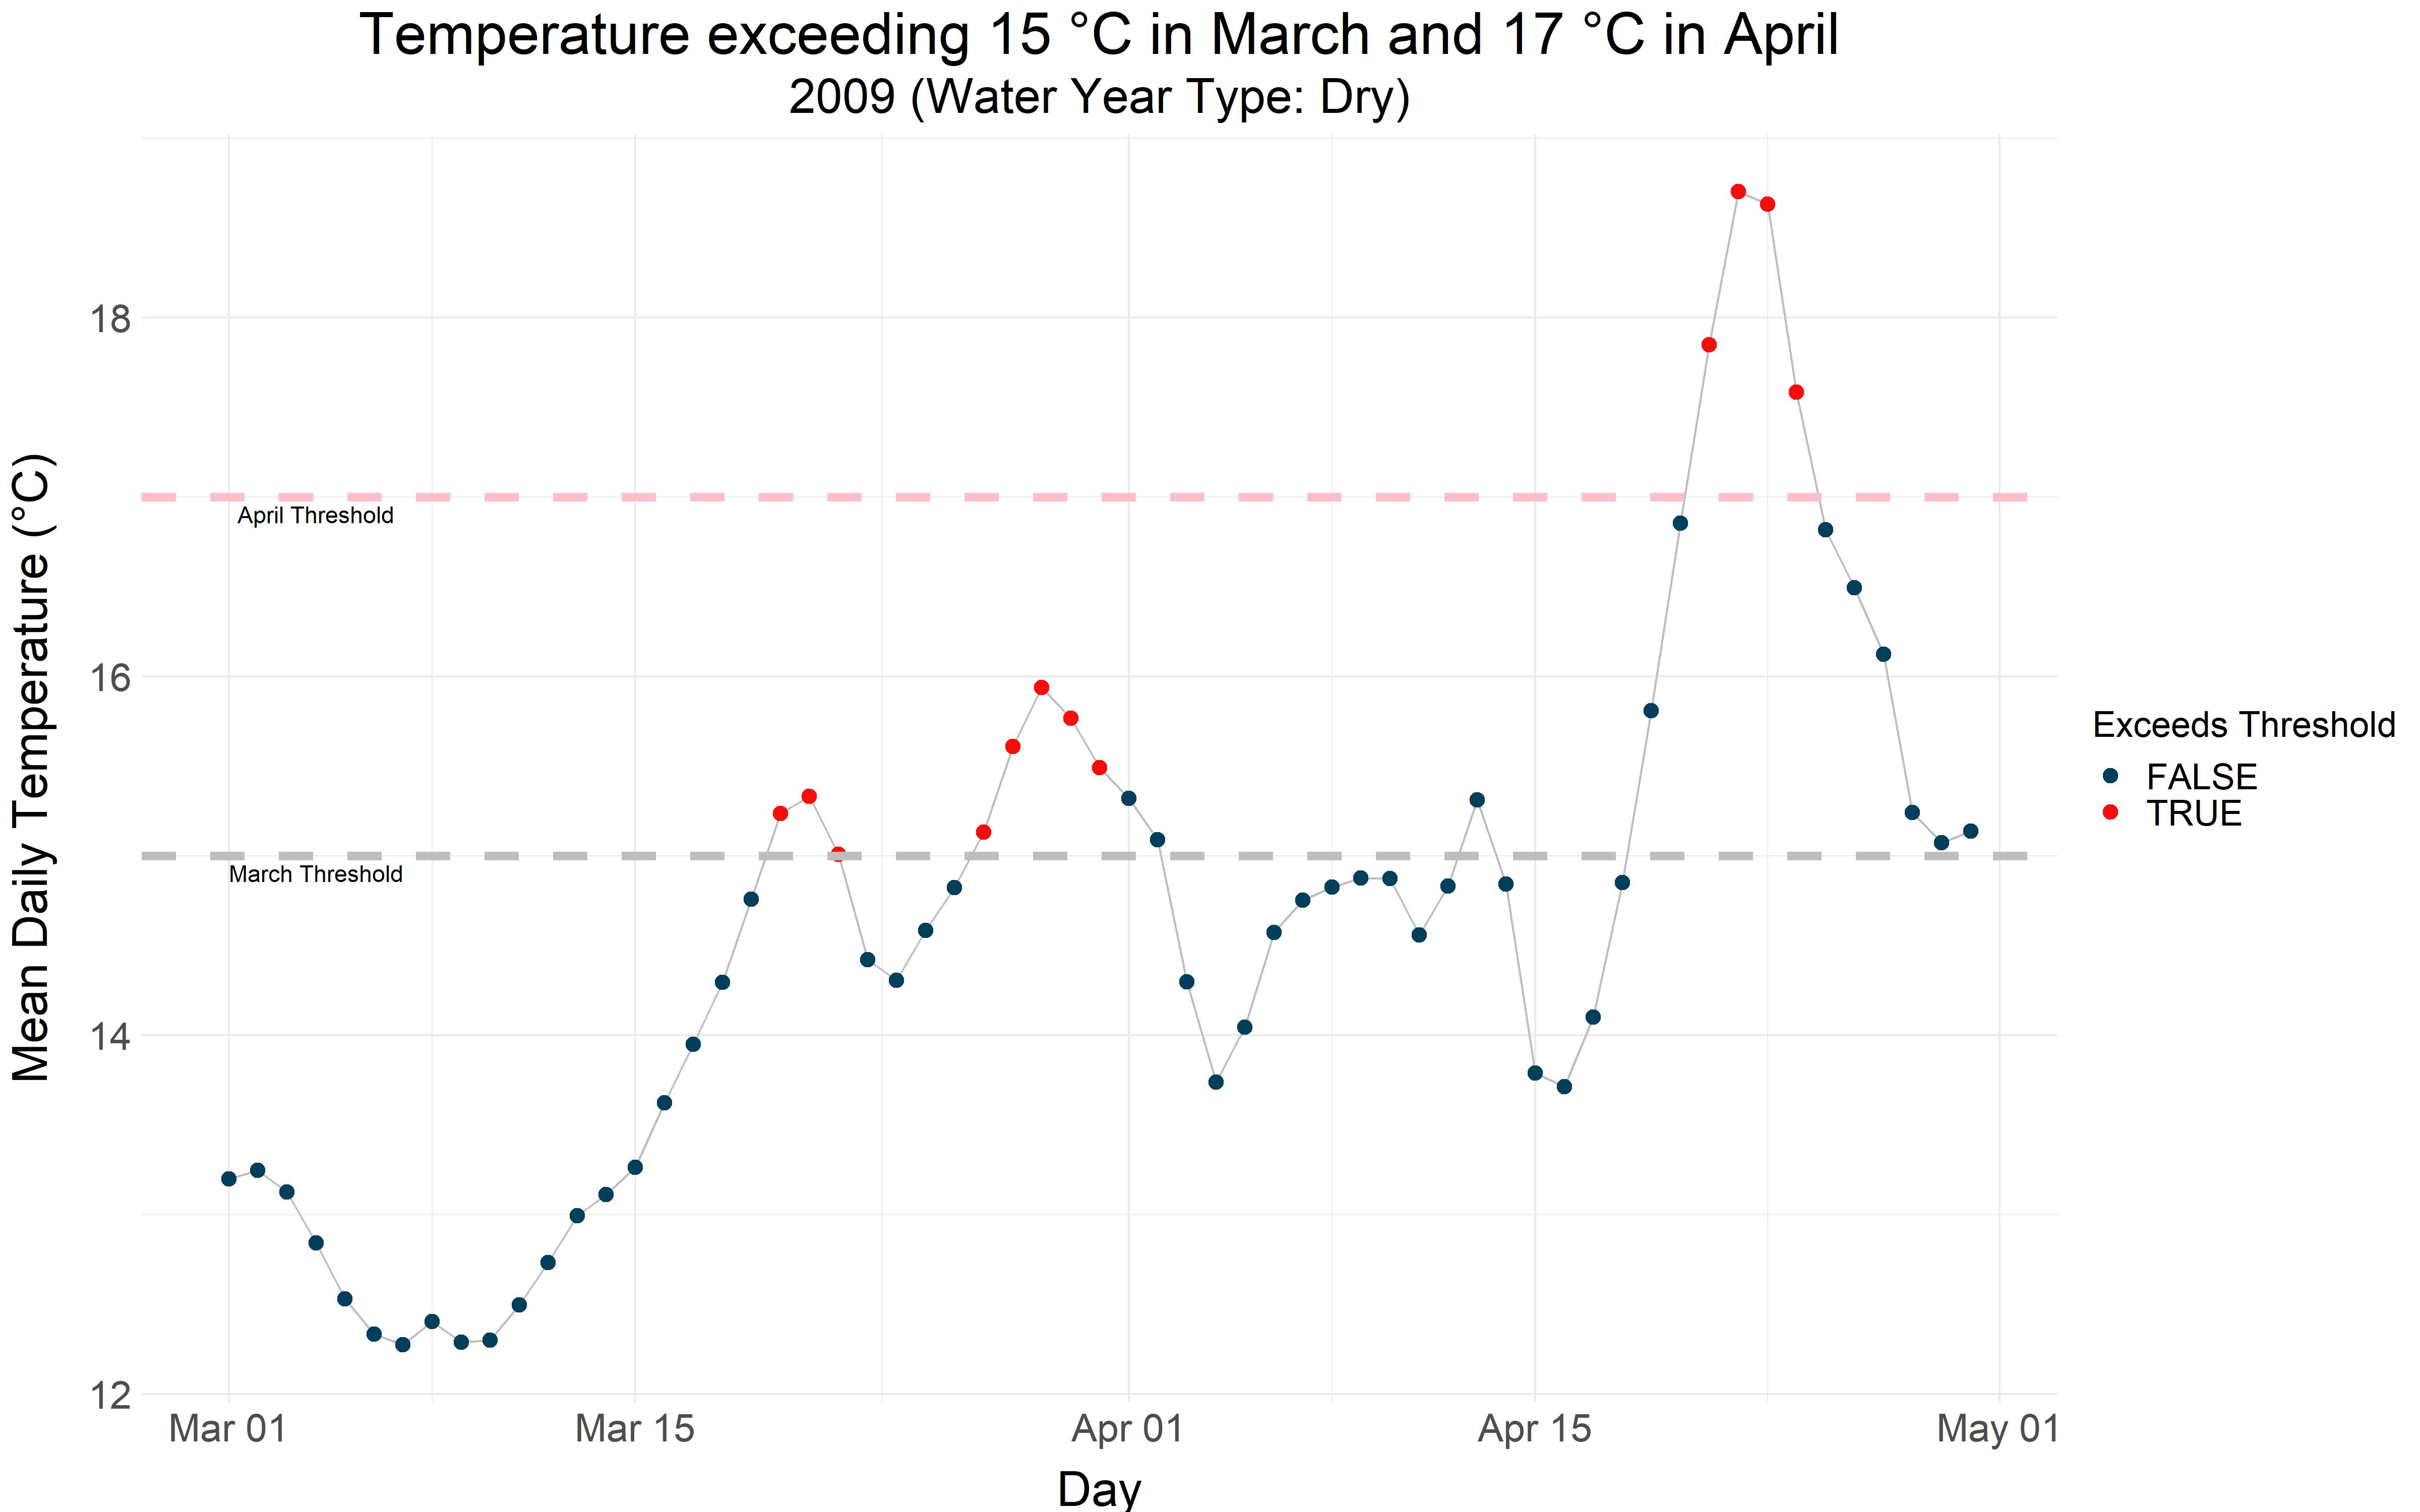 Temperature exceeding 15 °C in March and 17 °C in April
2009 (Water Year Type: Dry)
Mean Daily Temperature (°C)
18
16
14
12
April Threshold
March Threshold
Mar 01
Mar 15
Apr 01
Apr 15
May 01
Day
Exceeds Threshold
FALSE
TRUE